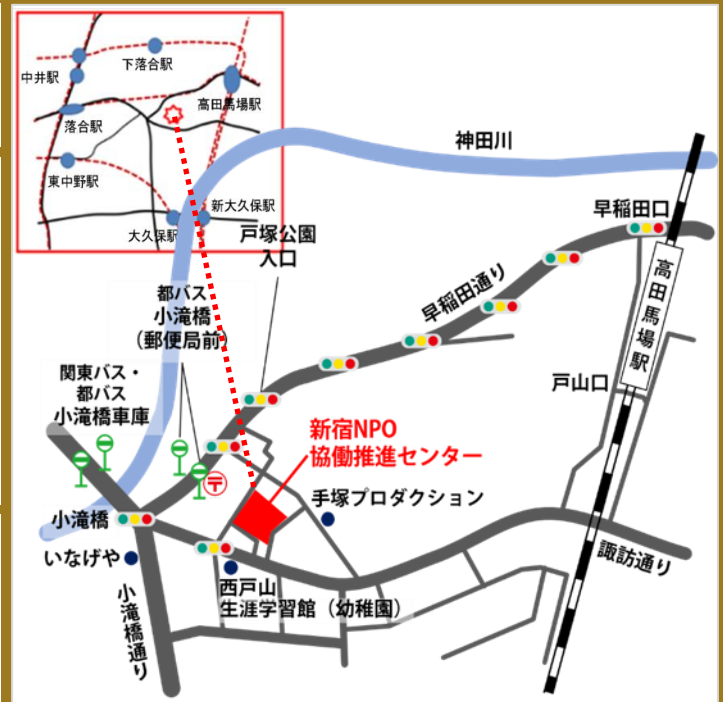 下落合駅
中井駅
高田馬場駅
落合駅
東中野駅
新大久保駅
大久保駅
神田川
早稲田口
戸塚公園
入口
早稲田通り
高田馬場駅
都バス
小滝橋
（郵便局前）
戸山口
関東バス・
都バス
小滝橋車庫
新宿NPO
協働推進センター
〒
手塚プロダクション
小滝橋
いなげや
諏訪通り
西戸山
生涯学習館（幼稚園）
小滝橋通り